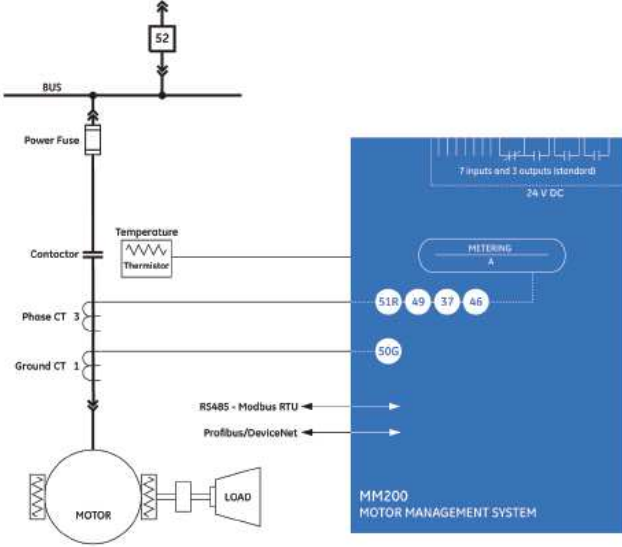 52
BUS
Power Fuse
7 inputs and 3 outputs (standard)
24 V DC
Temperature
Thermistor
METERING
A
Contactor
51R 49 37 46
Phase CT 3
50G
Ground CT 1
RS485 - Modbus RTU
Profibus/DeviceNet
LOAD
MOTOR
MM200
MOTOR MANAGEMENT SYSTEM